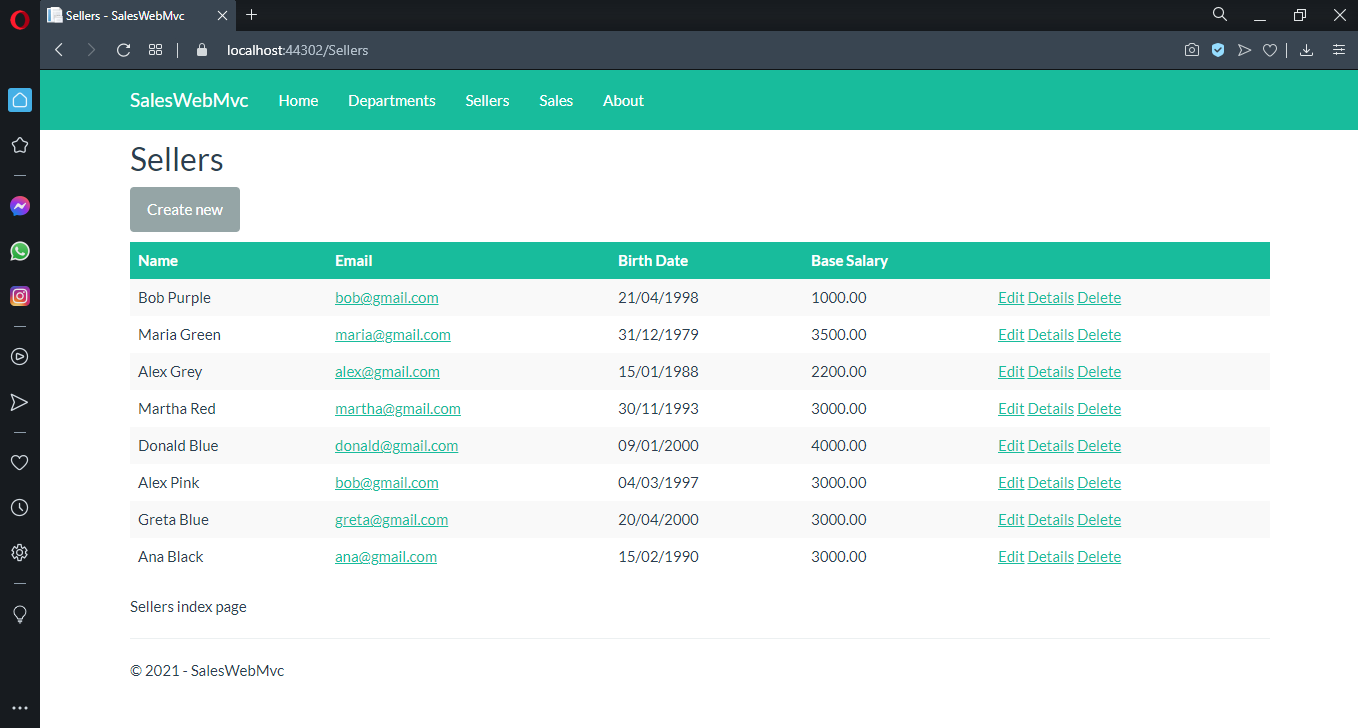 Sellers - SalesWebMvc
localhost:44302/Sellers
SalesWebMvc Home Departments Sellers Sales About
Sellers
Create new
Name Email Birth Date Base Salary
Bob Purple bob@gmail.com 21/04/1998 1000.00 Edit Details Delete
Maria Green maria@gmail.com 31/12/1979 3500.00 Edit Details Delete
Alex Grey alex@gmail.com 15/01/1988 2200.00 Edit Details Delete
Martha Red martha@gmail.com 30/11/1993 3000.00 Edit Details Delete
Donald Blue donald@gmail.com 09/01/2000 4000.00 Edit Details Delete
Alex Pink bob@gmail.com 04/03/1997 3000.00 Edit Details Delete
Greta Blue greta@gmail.com 20/04/2000 3000.00 Edit Details Delete
Ana Black ana@gmail.com 15/02/1990 3000.00 Edit Details Delete
Sellers index page
© 2021 - SalesWebMvc